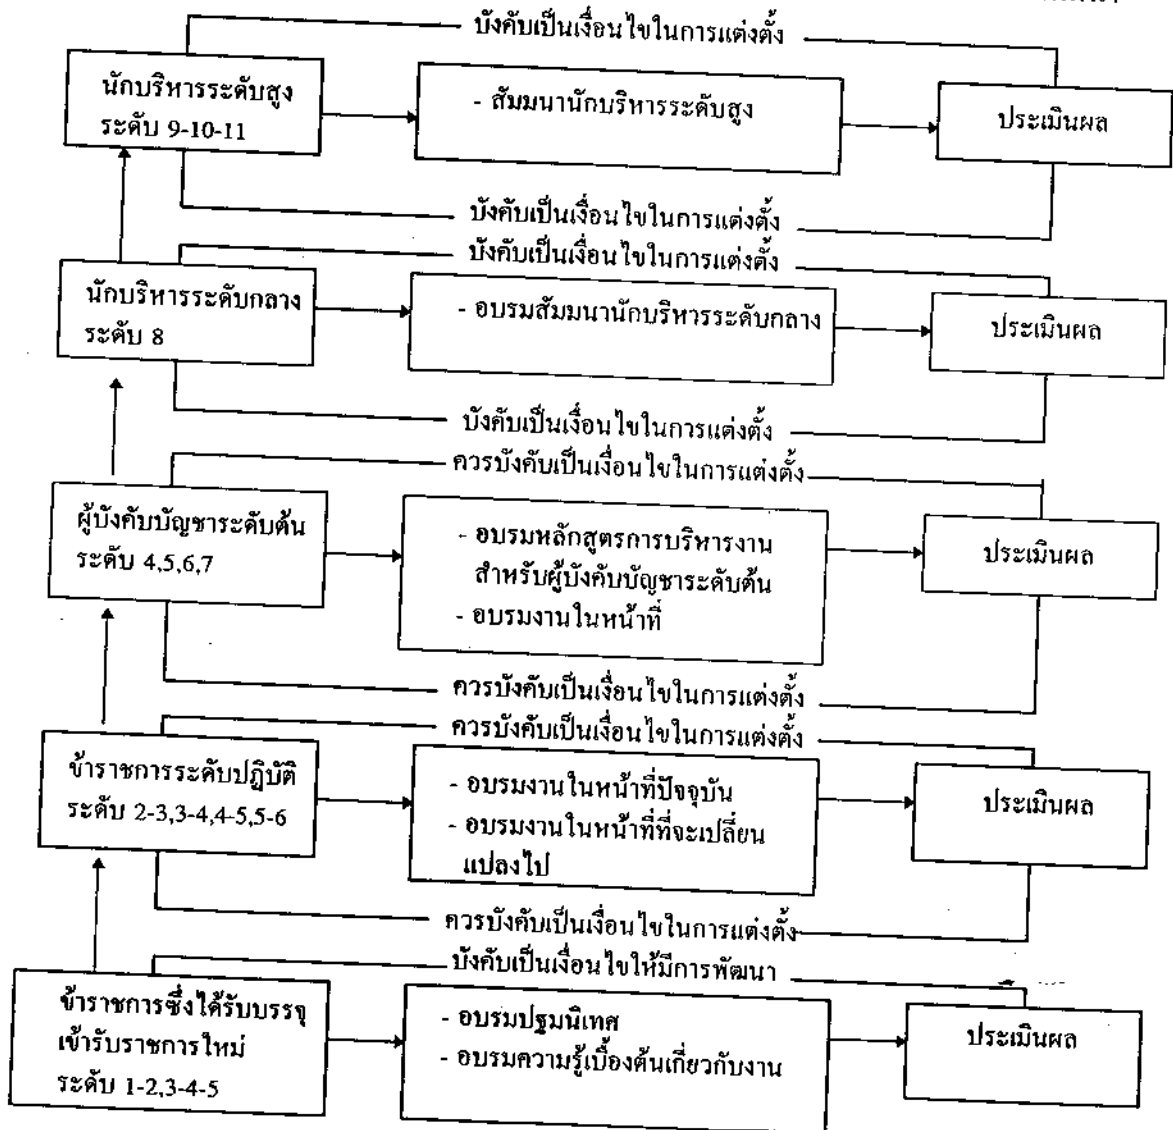 บังคับเป็นเงื่อนไขในการแต่งตั้ง
นักบริหารระดับสูง
ระดับ 9-10-11
- สัมมนานักบริหารระดับสูง
ประเมินผล
บังคับเป็นเงื่อนไขในการแต่งตั้ง
บังคับเป็นเงื่อนไขในการแต่งตั้ง
นักบริหารระดับกลาง
ระดับ 8
- อบรมสัมมนานักบริหารระดับกลาง
ประเมินผล
บังคับเป็นเงื่อนไขในการแต่งตั้ง
ควรบังคับเป็นเงื่อนไขในการแต่งตั้ง
ผู้บังคับบัญชาระดับต้น
ระดับ 4,5,6,7
- อบรมหลักสูตรการบริหารงาน
สำหรับผู้บังคับบัญชาระดับต้น
- อบรมงานในหน้าที่
ประเมินผล
ควรบังคับเป็นเงื่อนไขในการแต่งตั้ง
ควรบังคับเป็นเงื่อนไขในการแต่งตั้ง
ข้าราชการระดับปฏิบัติ
ระดับ 2-3,3-4,4-5,5-6
- อบรมงานในหน้าที่ปัจจุบัน
- อบรมงานในหน้าที่ที่จะเปลี่ยน
แปลงไป
ประเมินผล
ควรบังคับเป็นเงื่อนไขในการแต่งตั้ง
บังคับเป็นเงื่อนไขให้มีการพัฒนา
ข้าราชการซึ่งได้รับบรรจุ
เข้ารับราชการใหม่
ระดับ 1-2,3-4-5
- อบรมปฐมนิเทศ
- อบรมความรู้เบื้องต้นเกี่ยวกับงาน
ประเมินผล